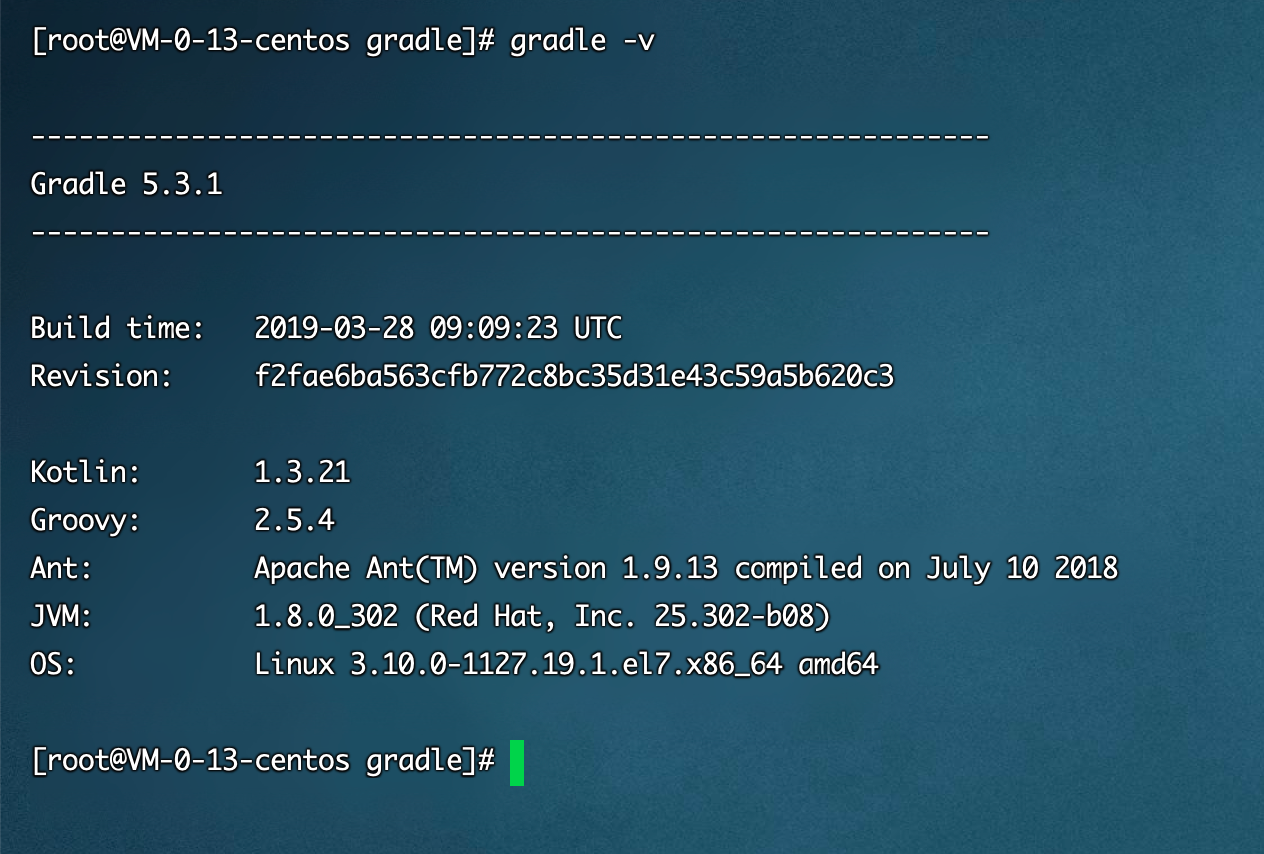 [root@VM-0-13-centos gradle]# gradle -v
------------------------------------------------------------
Gradle 5.3.1
------------------------------------------------------------
Build time:   2019-03-28 09:09:23 UTC
Revision:     f2fae6ba563cfb772c8bc35d31e43c59a5b620c3
Kotlin:       1.3.21
Groovy:       2.5.4
Ant:          Apache Ant(TM) version 1.9.13 compiled on July 10 2018
JVM:          1.8.0_302 (Red Hat, Inc. 25.302-b08)
OS:           Linux 3.10.0-1127.19.1.el7.x86_64 amd64
[root@VM-0-13-centos gradle]#